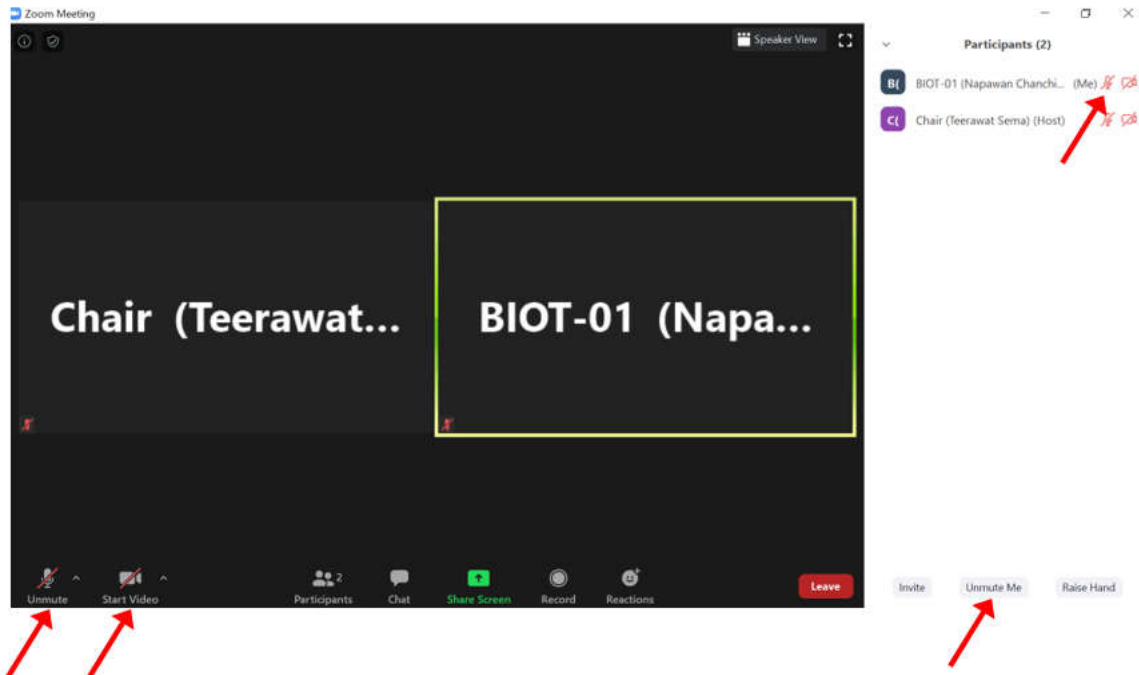 Zoom Meeting
Speaker View
Participants (2)
B( BIOT-01 (Napawan Chanchi... (Me)
C( Chair (Teerawat Sema) (Host)
Chair (Teerawat...
BIOT-01 (Napa...
Unmute
Start Video
2
Participants
Chat
Share Screen
Record
Reactions
Leave
Invite
Unmute Me
Raise Hand